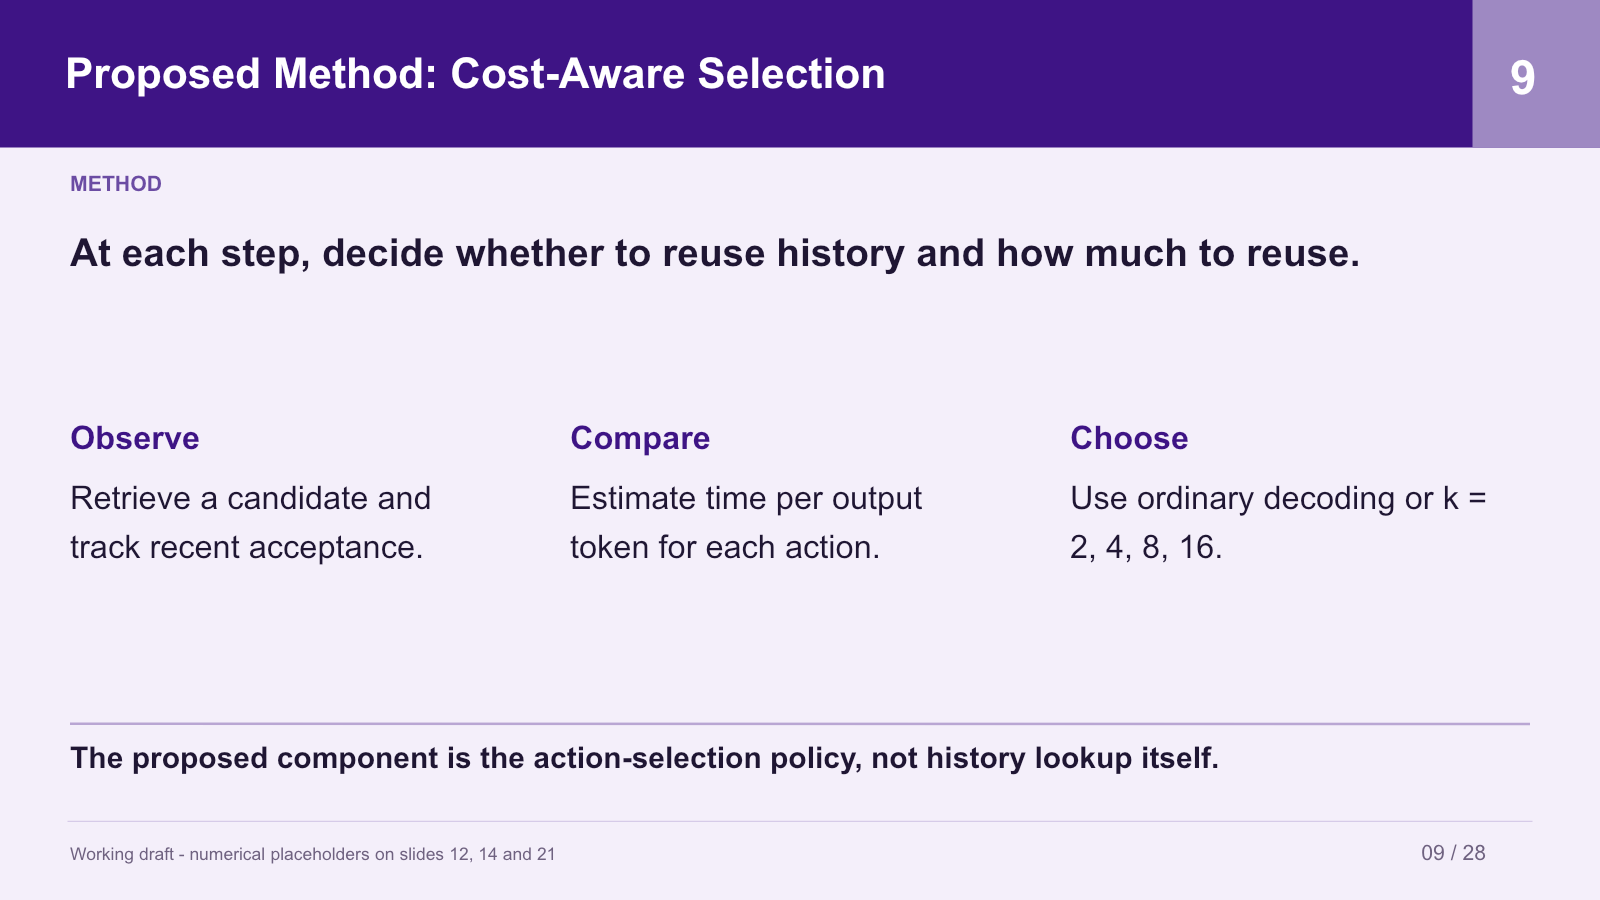 Proposed Method: Cost-Aware Selection
9
METHOD
At each step, decide whether to reuse history and how much to reuse.
Observe
Retrieve a candidate and
track recent acceptance.
Compare
Estimate time per output
token for each action.
Choose
Use ordinary decoding or k =
2, 4, 8, 16.
The proposed component is the action-selection policy, not history lookup itself.
Working draft - numerical placeholders on slides 12, 14 and 21
09 / 28